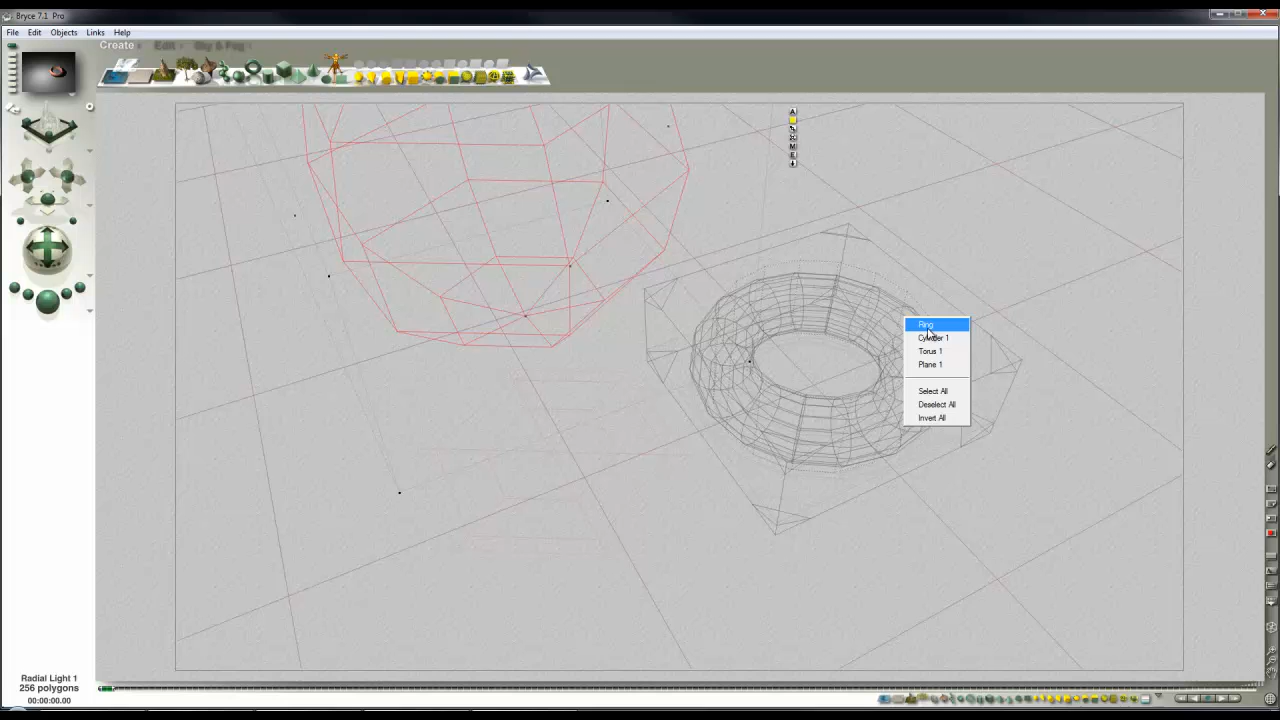 Bryce 7.1 Pro
File Edit Objects Links Help
Create Edit Sky & Fog
A
M
E
Ring
Cylinder 1
Torus 1
Plane 1
Select All
Deselect All
Invert All
Radial Light 1
256 polygons
00:00:00.00